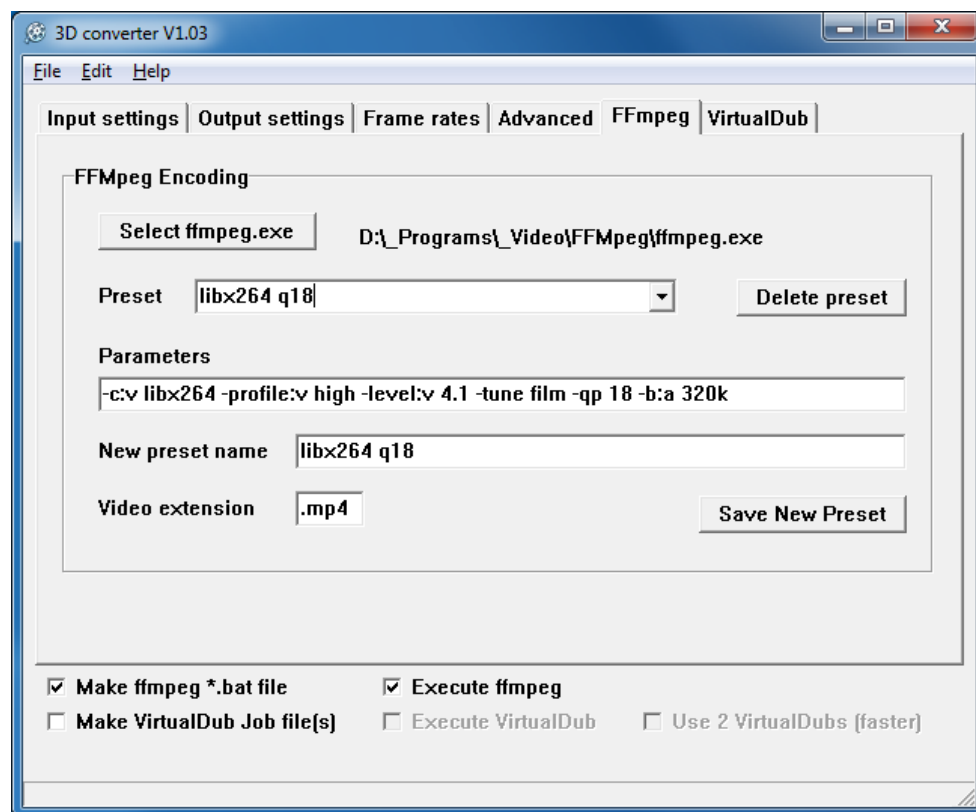 3D converter V1.03
File Edit Help
Input settings Output settings Frame rates Advanced FFmpeg VirtualDub
FFMpeg Encoding
Select ffmpeg.exe D:\_Programs\_Video\FFMpeg\ffmpeg.exe
Preset libx264 q18 Delete preset
Parameters
-c:v libx264 -profile:v high -level:v 4.1 -tune film -qp 18 -b:a 320k
New preset name libx264 q18
Video extension .mp4 Save New Preset
Make ffmpeg *.bat file Execute ffmpeg
Make VirtualDub Job file(s) Execute VirtualDub Use 2 VirtualDubs (faster)